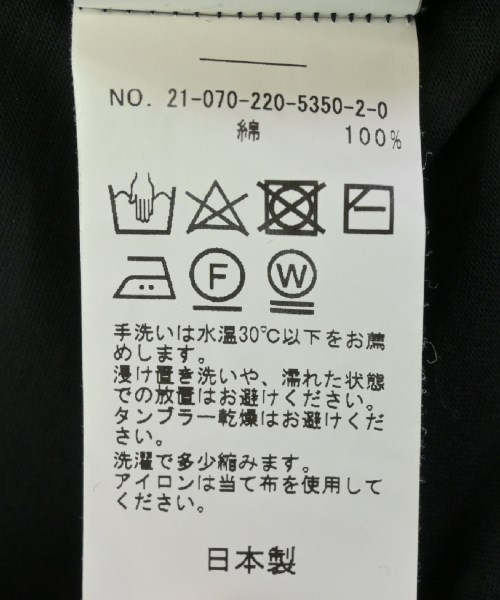 NO. 21-070-220-5350-2-0
綿 100%
F W
手洗いは水温30℃以下をお薦
めします。
浸け置き洗いや、濡れた状態
での放置はお避けください。
タンブラー乾燥はお避けくだ
さい。
洗濯で多少縮みます。
アイロンは当て布を使用して
ください。
日本製